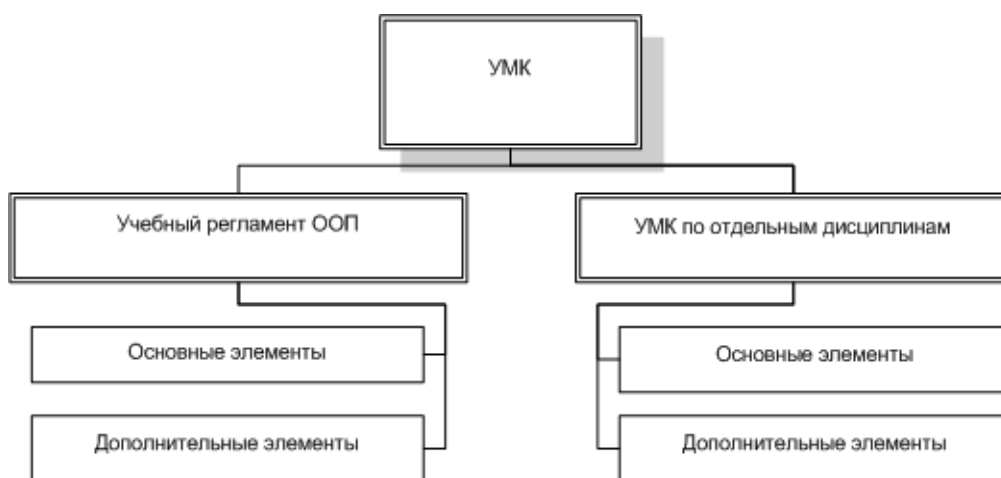 УМК
Учебный регламент ООП
УМК по отдельным дисциплинам
Основные элементы
Основные элементы
Дополнительные элементы
Дополнительные элементы